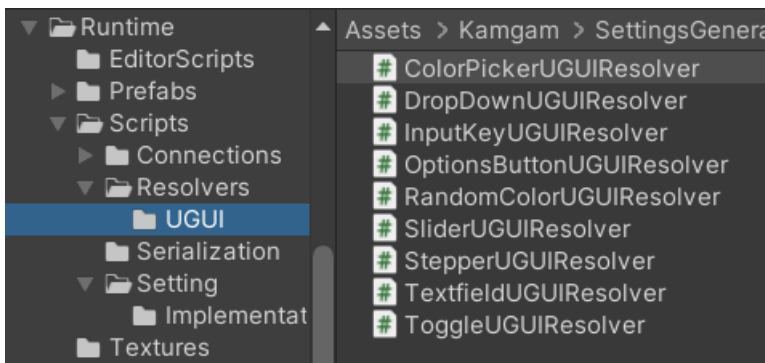 Runtime
EditorScripts
Prefabs
Scripts
Connections
Resolvers
UGUI
Serialization
Setting
Implementat
Textures
Assets > Kamgam > SettingsGenera
ColorPickerUGUIResolver
DropDownUGUIResolver
InputKeyUGUIResolver
OptionsButtonUGUIResolver
RandomColorUGUIResolver
SliderUGUIResolver
StepperUGUIResolver
TextfieldUGUIResolver
ToggleUGUIResolver